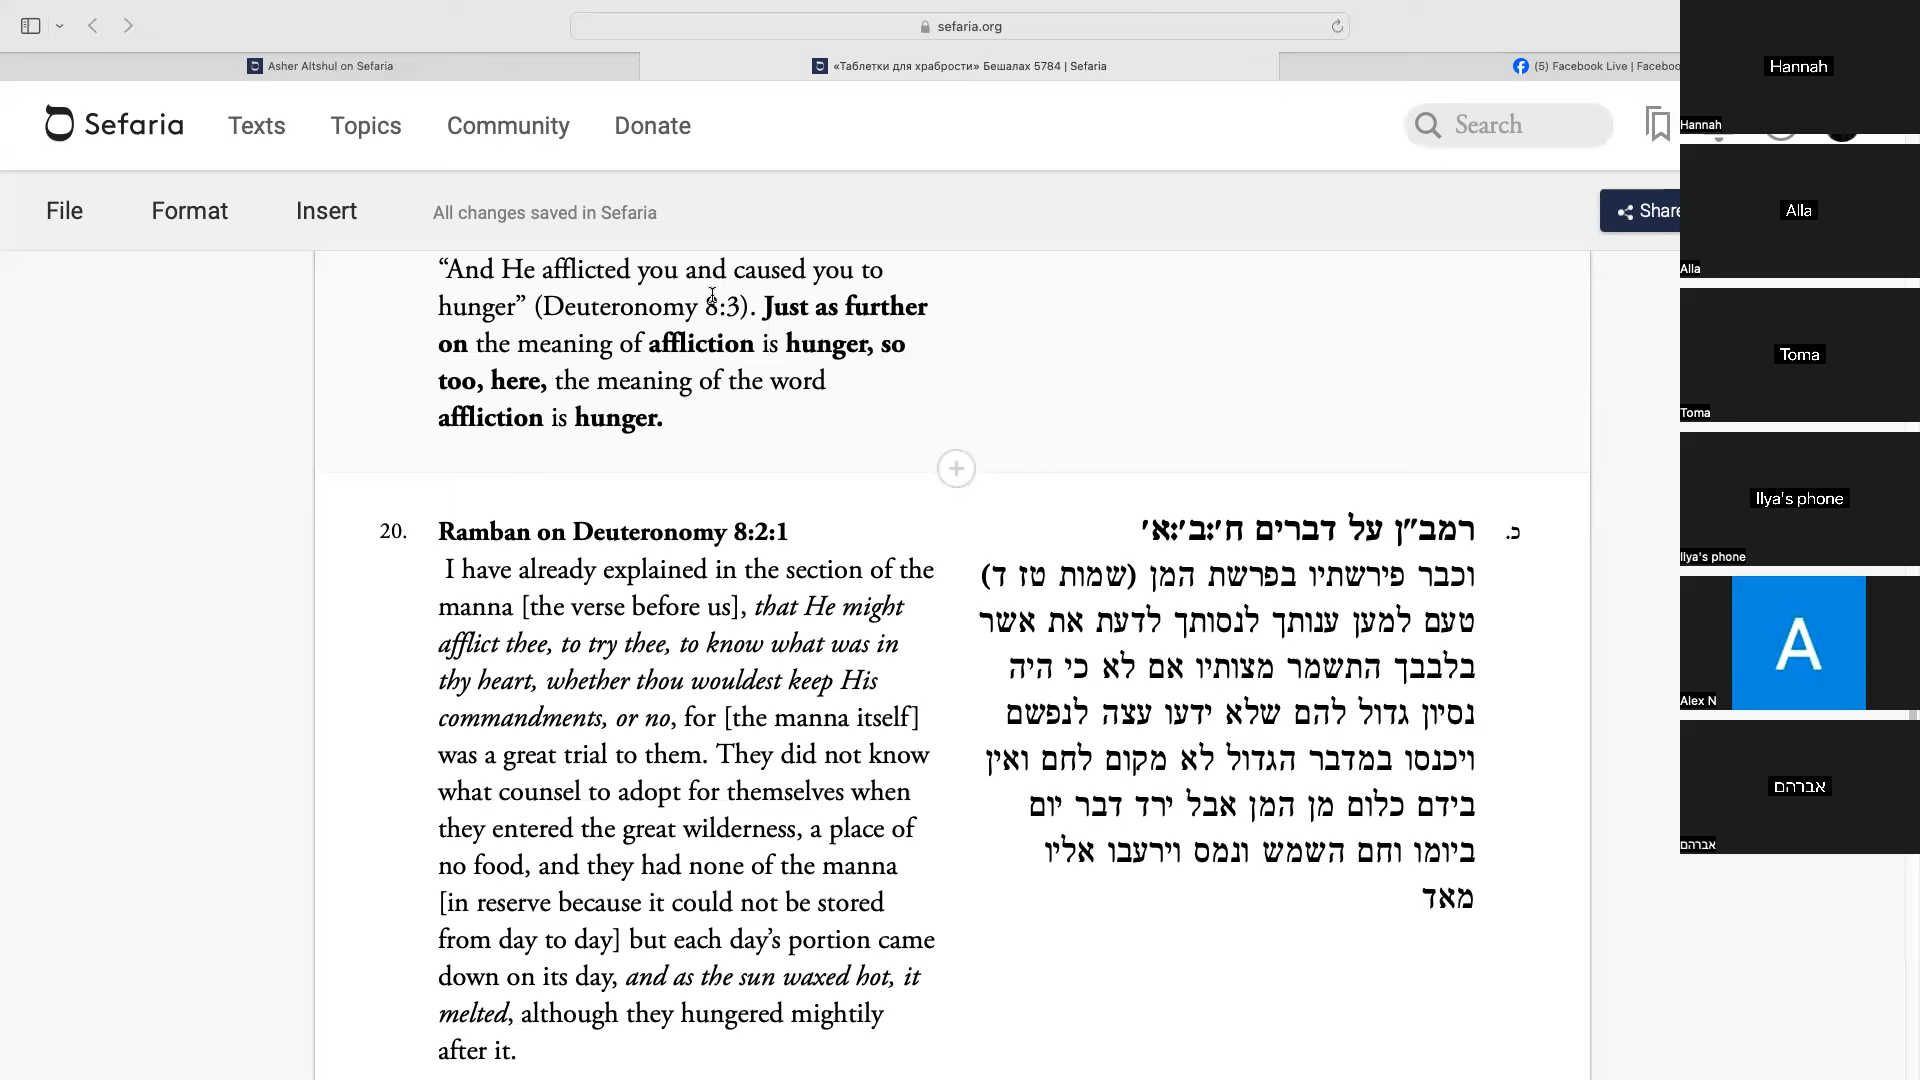 sefaria.org
Asher Altshul on Sefaria
«Таблетки для храбрости» Бешалах 5784 | Sefaria
(5) Facebook Live | Faceboo
Sefaria
Texts
Topics
Community
Donate
Search
File
Format
Insert
All changes saved in Sefaria
Share
“And He afflicted you and caused you to
hunger” (Deuteronomy 8:3). Just as further
on the meaning of affliction is hunger, so
too, here, the meaning of the word
affliction is hunger.
20.
Ramban on Deuteronomy 8:2:1
I have already explained in the section of the
manna [the verse before us], that He might
afflict thee, to try thee, to know what was in
thy heart, whether thou wouldest keep His
commandments, or no, for [the manna itself]
was a great trial to them. They did not know
what counsel to adopt for themselves when
they entered the great wilderness, a place of
no food, and they had none of the manna
[in reserve because it could not be stored
from day to day] but each day’s portion came
down on its day, and as the sun waxed hot, it
melted, although they hungered mightily
after it.
כ.
רמב״ן על דברים ח׳:ב׳:א׳
וכבר פירשתיו בפרשת המן (שמות טז ד)
טעם למען ענותך לנסותך לדעת את אשר
בלבבך התשמר מצותיו אם לא כי היה
נסיון גדול להם שלא ידעו עצה לנפשם
ויכנסו במדבר הגדול לא מקום לחם ואין
בידם כלום מן המן אבל ירד דבר יום
ביומו וחם השמש ונמס וירעבו אליו
מאד
Hannah
Hannah
Alla
Alla
Toma
Toma
Ilya's phone
Ilya's phone
A
Alex N
אברהם
אברהם